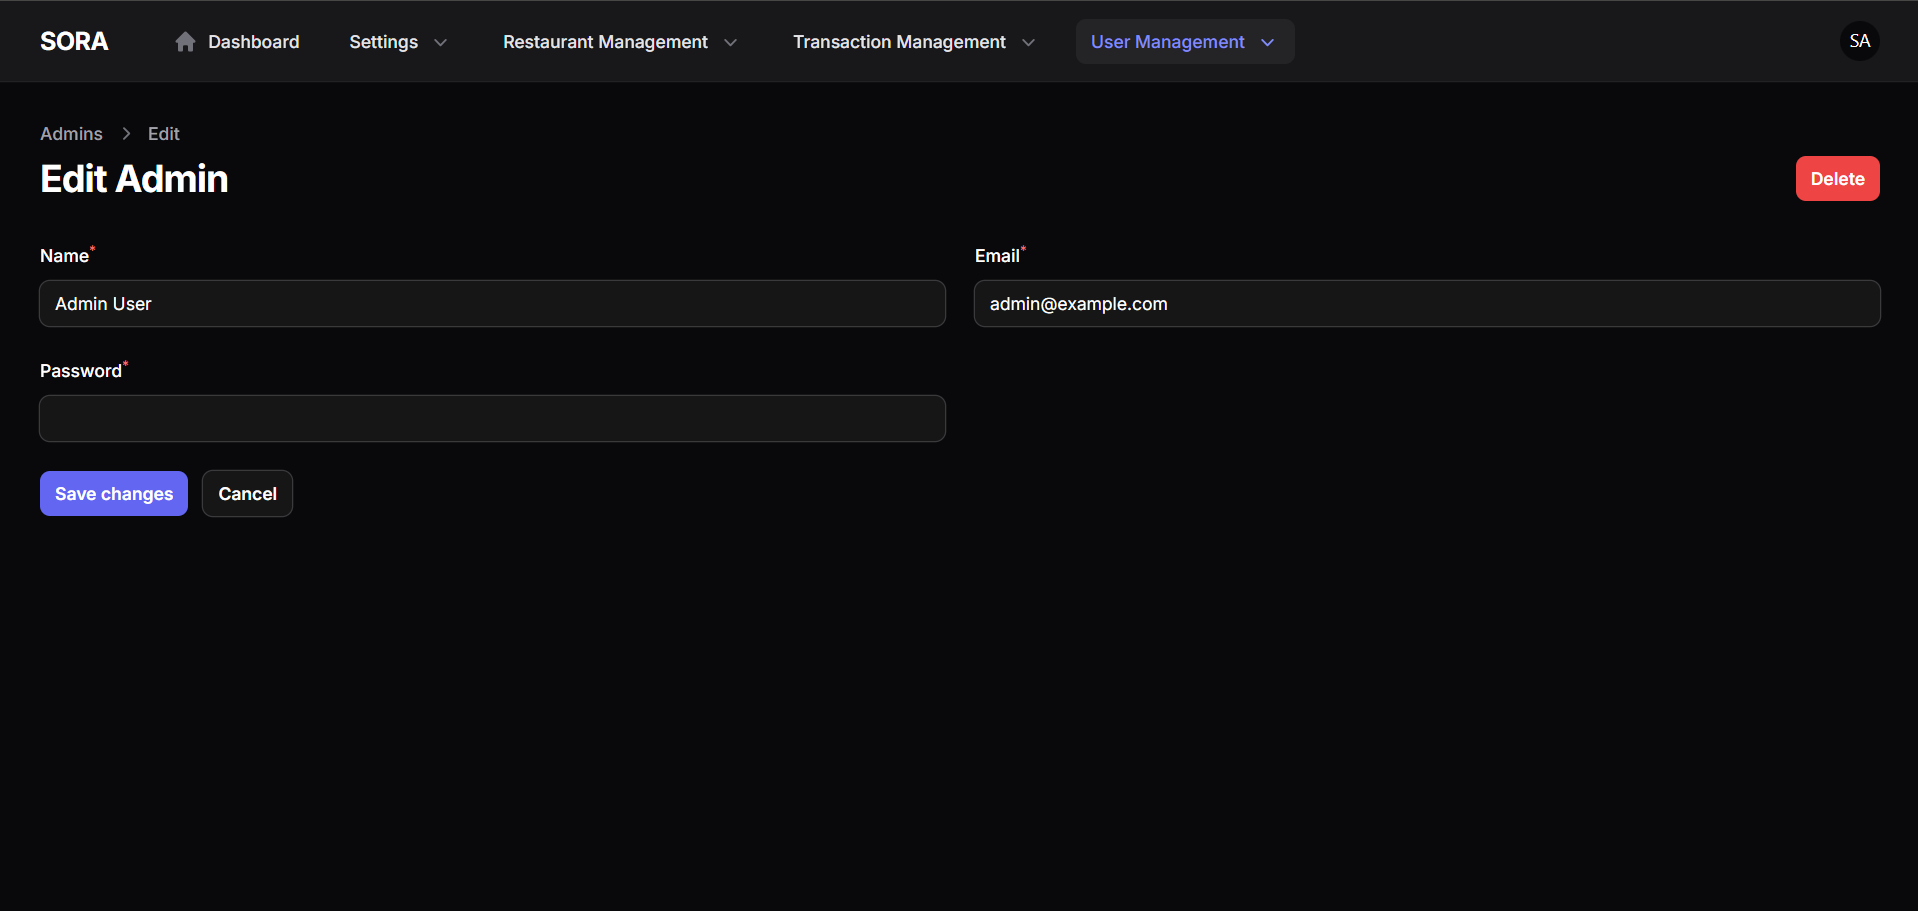 SORA Dashboard Settings Restaurant Management Transaction Management User Management SA
Admins Edit
Edit Admin
Delete
Name* Email*
Admin User admin@example.com
Password*
Save changes Cancel